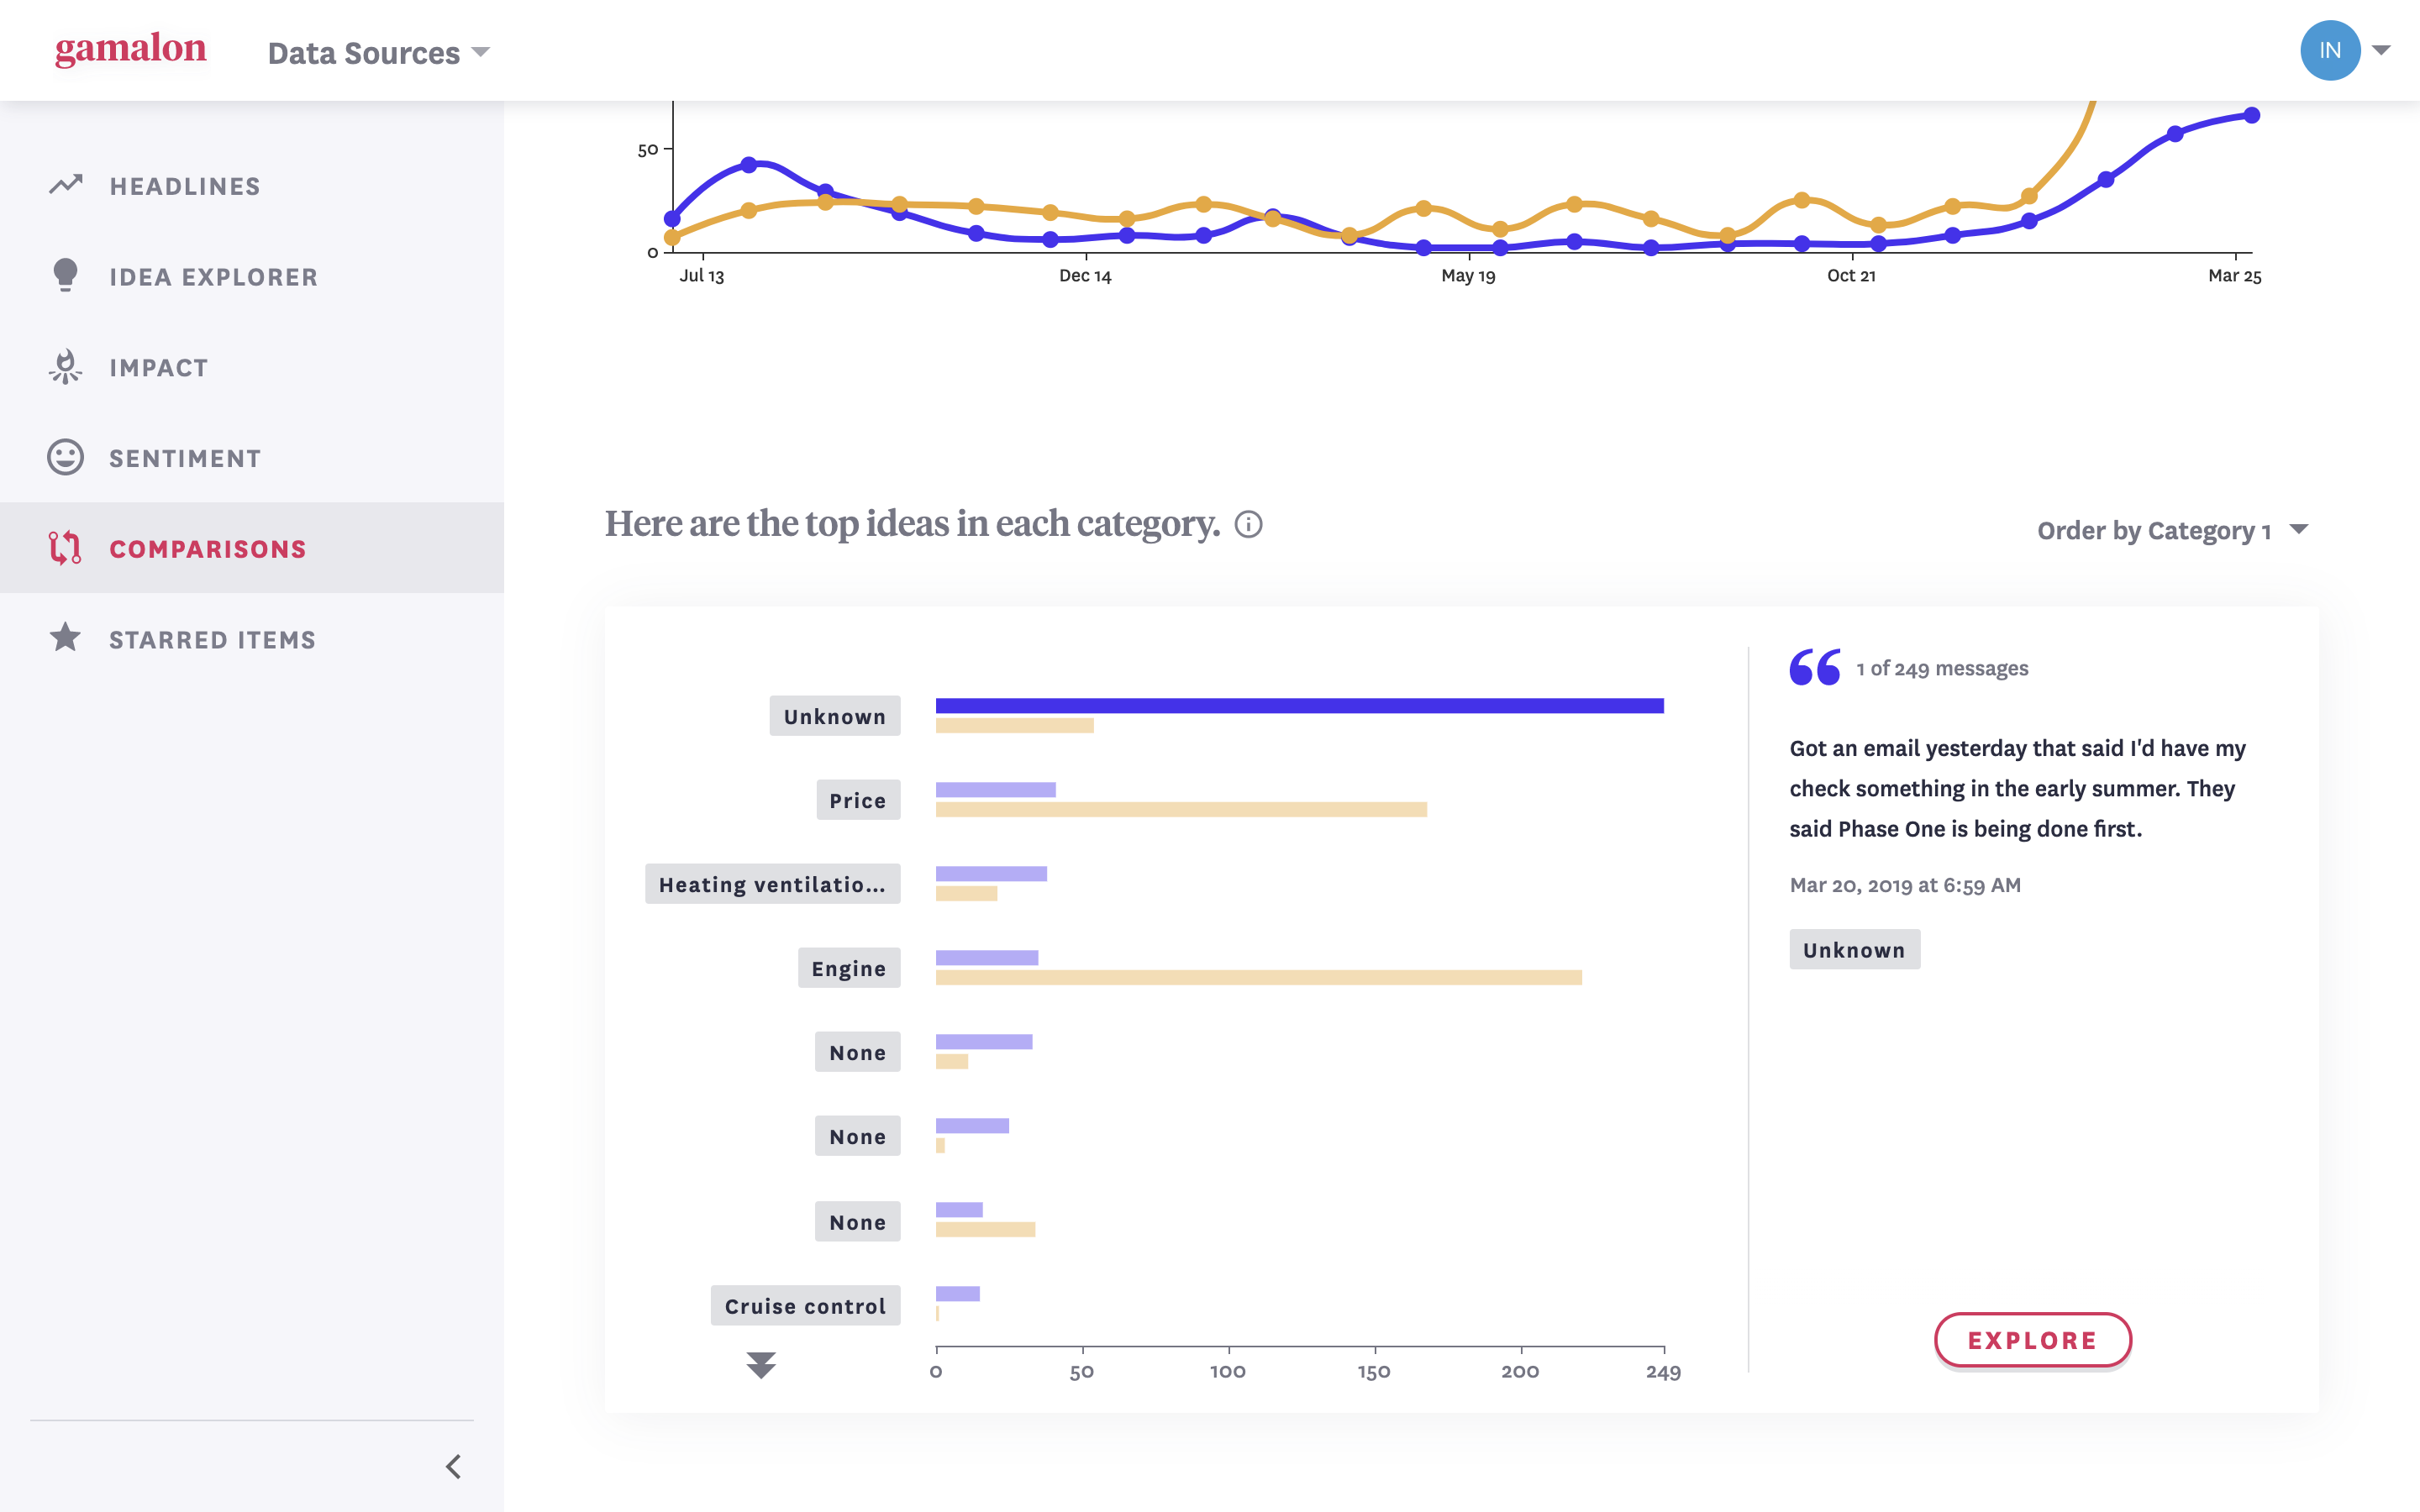 gamalon
Data Sources
IN
HEADLINES
IDEA EXPLORER
IMPACT
SENTIMENT
COMPARISONS
STARRED ITEMS
50
0
Jul 13
Dec 14
May 19
Oct 21
Mar 25
Here are the top ideas in each category.
Order by Category 1
Unknown
Price
Heating ventilatio...
Engine
None
None
None
Cruise control
0
50
100
150
200
249
1 of 249 messages
Got an email yesterday that said I'd have my
check something in the early summer. They
said Phase One is being done first.
Mar 20, 2019 at 6:59 AM
Unknown
EXPLORE